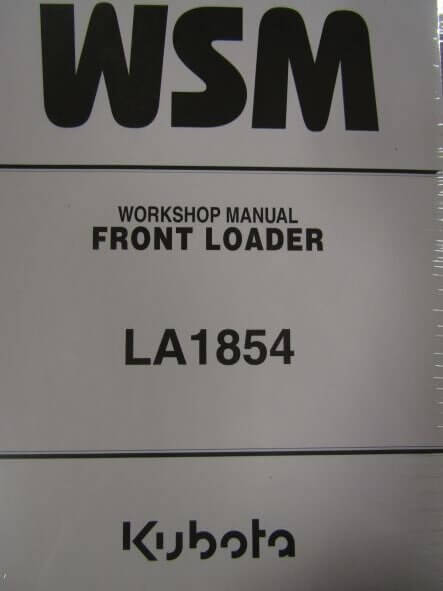 WSM
WORKSHOP MANUAL
FRONT LOADER
LA1854
Kubota